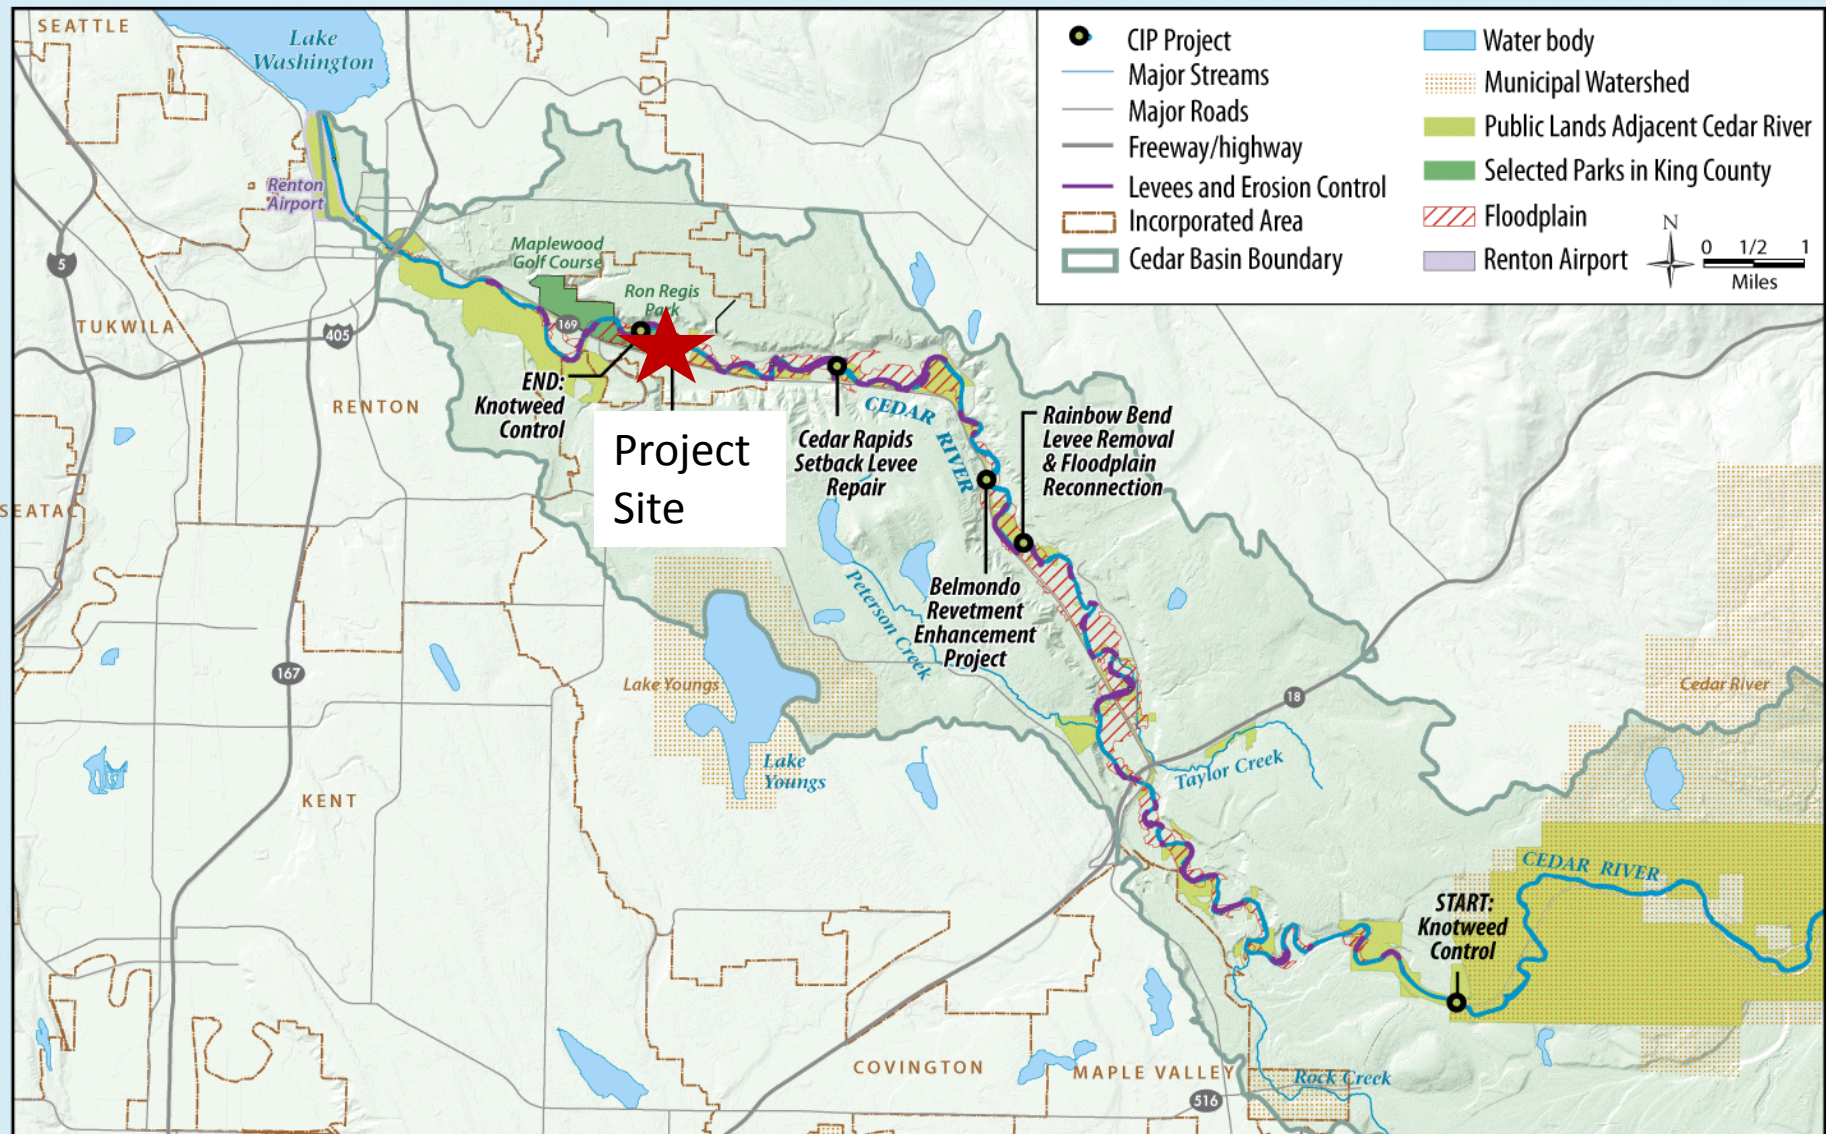 SEATTLE
Lake
Washington
Renton
Airport
5
TUKWILA
405
Maplewood
Golf Course
Ron Regis
Park
169
RENTON
END:
Knotweed
Control
Project
Site
CEDAR RIVER
Cedar Rapids
Setback Levee
Repair
Rainbow Bend
Levee Removal
& Floodplain
Reconnection
SEATAC
Belmondo
Revetment
Enhancement
Project
Peterson Creek
167
Lake Youngs
Lake
Youngs
KENT
18
Cedar River
Taylor Creek
CEDAR RIVER
START:
Knotweed
Control
COVINGTON
MAPLE VALLEY
Rock Creek
516
CIP Project
Major Streams
Major Roads
Freeway/highway
Levees and Erosion Control
Incorporated Area
Cedar Basin Boundary
Water body
Municipal Watershed
Public Lands Adjacent Cedar River
Selected Parks in King County
Floodplain
Renton Airport
N
0 1/2 1
Miles